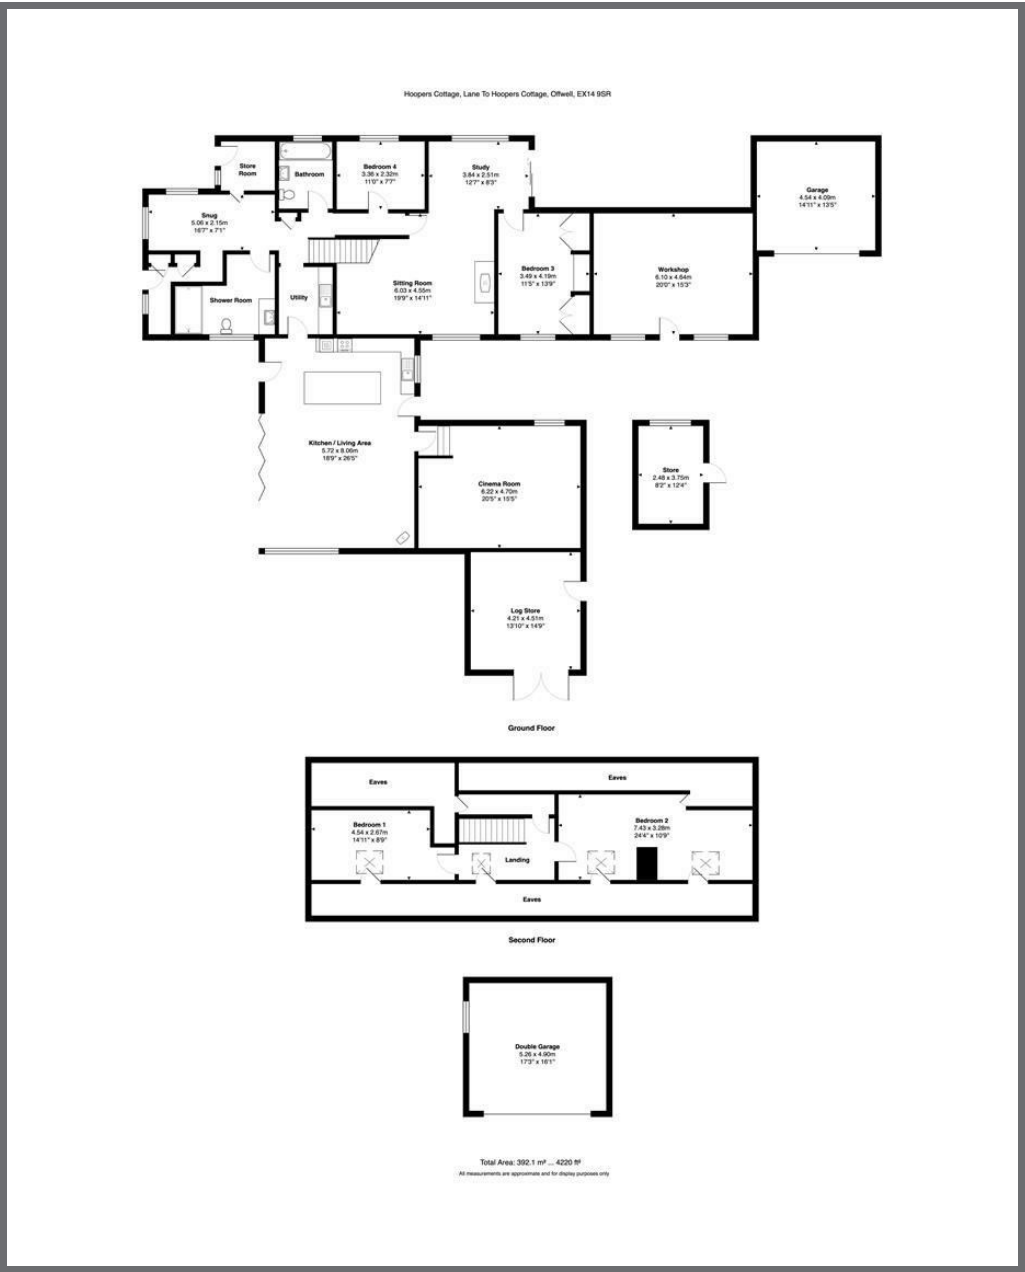 Hoopers Cottage, Lane To Hoopers Cottage, Offwell, EX14 9SR
Store
Room
Bathroom
Bedroom 4
3.36 x 2.32m
11'0" x 7'7"
Study
3.84 x 2.51m
12'7" x 8'3"
Garage
4.54 x 4.09m
14'11" x 13'5"
Snug
5.06 x 2.15m
16'7" x 7'1"
Sitting Room
6.03 x 4.55m
19'9" x 14'11"
Bedroom 3
3.49 x 4.19m
11'5" x 13'9"
Workshop
6.10 x 4.64m
20'0" x 15'3"
Shower Room
Utility
Kitchen / Living Area
5.72 x 8.06m
18'9" x 26'5"
Cinema Room
6.22 x 4.70m
20'5" x 15'5"
Store
2.48 x 3.75m
8'2" x 12'4"
Log Store
4.21 x 4.51m
13'10" x 14'9"
Ground Floor
Eaves
Eaves
Bedroom 1
4.54 x 2.67m
14'11" x 8'9"
Landing
Bedroom 2
7.43 x 3.28m
24'4" x 10'9"
Eaves
Second Floor
Double Garage
5.26 x 4.90m
17'3" x 16'1"
Total Area: 392.1 m² ... 4220 ft²
All measurements are approximate and for display purposes only